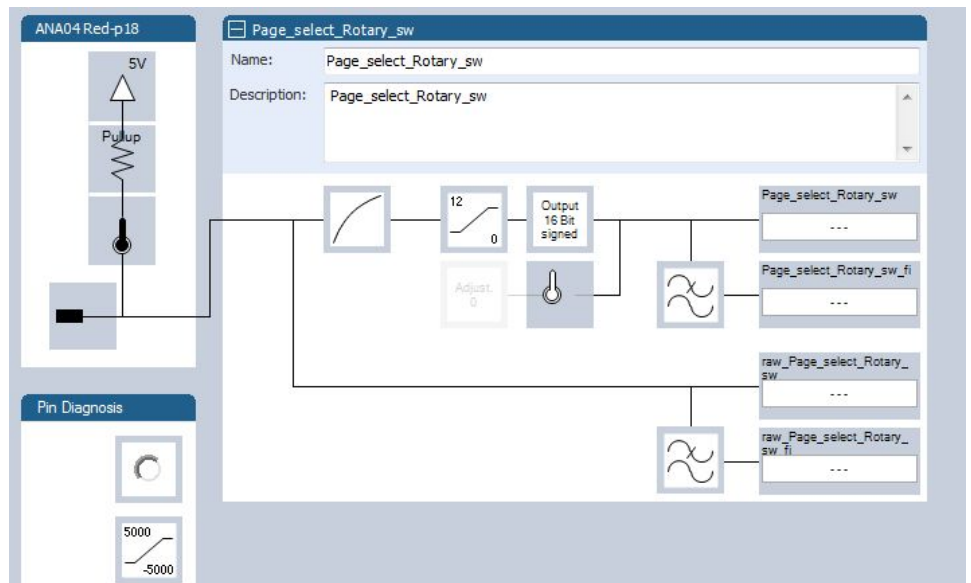 ANA04 Red-p18
5V
Pullup
Page_select_Rotary_sw
Name:
Page_select_Rotary_sw
Description:
Page_select_Rotary_sw
12
0
Output
16 Bit
signed
Adjust.
0
Page_select_Rotary_sw
---
Page_select_Rotary_sw_fi
---
raw_Page_select_Rotary_
sw
---
raw_Page_select_Rotary_
sw_fi
---
Pin Diagnosis
5000
-5000